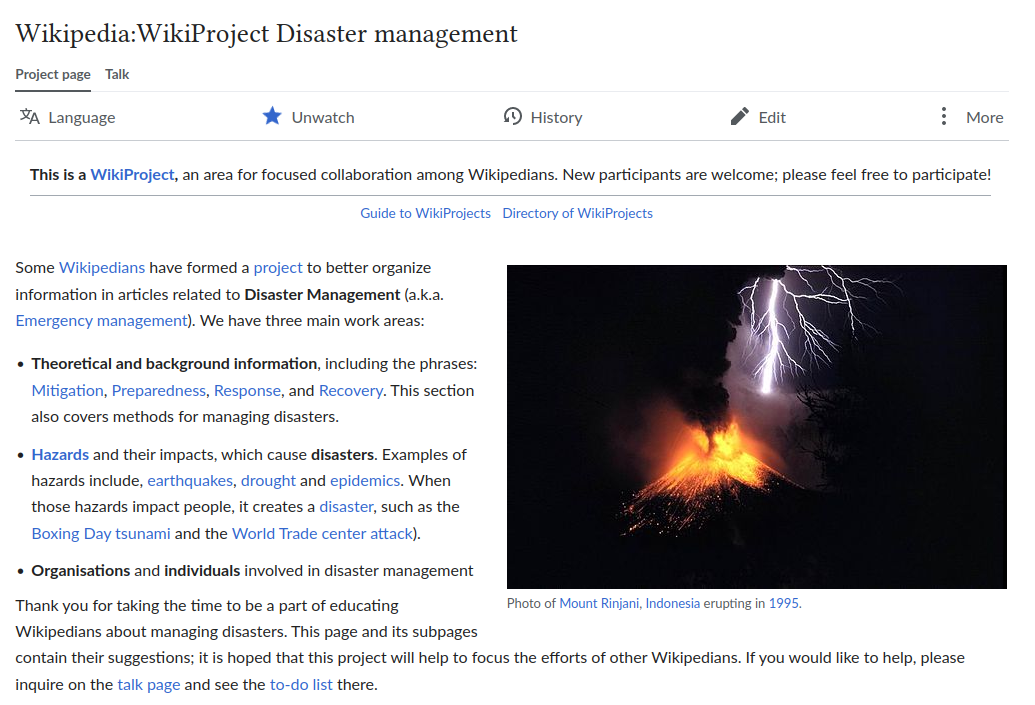 Wikipedia:WikiProject Disaster management
Project page Talk
Language Unwatch History Edit More
This is a WikiProject, an area for focused collaboration among Wikipedians. New participants are welcome; please feel free to participate!
Guide to WikiProjects Directory of WikiProjects
Some Wikipedians have formed a project to better organize
information in articles related to Disaster Management (a.k.a.
Emergency management). We have three main work areas:
• Theoretical and background information, including the phrases:
Mitigation, Preparedness, Response, and Recovery. This section
also covers methods for managing disasters.
• Hazards and their impacts, which cause disasters. Examples of
hazards include, earthquakes, drought and epidemics. When
those hazards impact people, it creates a disaster, such as the
Boxing Day tsunami and the World Trade center attack).
• Organisations and individuals involved in disaster management
Photo of Mount Rinjani, Indonesia erupting in 1995.
Thank you for taking the time to be a part of educating
Wikipedians about managing disasters. This page and its subpages
contain their suggestions; it is hoped that this project will help to focus the efforts of other Wikipedians. If you would like to help, please
inquire on the talk page and see the to-do list there.